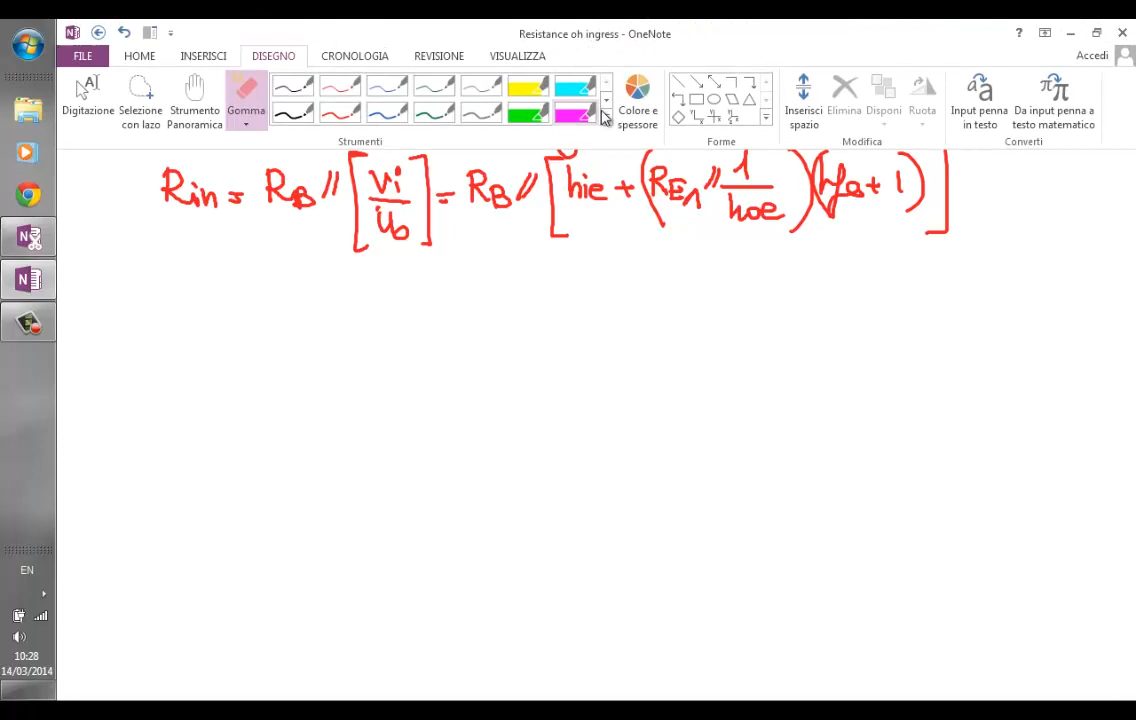 Resistance oh ingress - OneNote
?
FILE HOME INSERISCI DISEGNO CRONOLOGIA REVISIONE VISUALIZZA Accedi
Digitazione
Selezione con lazo
Strumento Panoramica
Gomma
Colore e spessore
Inserisci spazio
Elimina
Disponi
Ruota
Input penna in testo
Da input penna a testo matematico
Strumenti Forme Modifica Converti
Rin = RB // [vi / ib] = RB // [hie + (RE1 // 1 / hoe) (hfe + 1)]
EN
10:28
14/03/2014